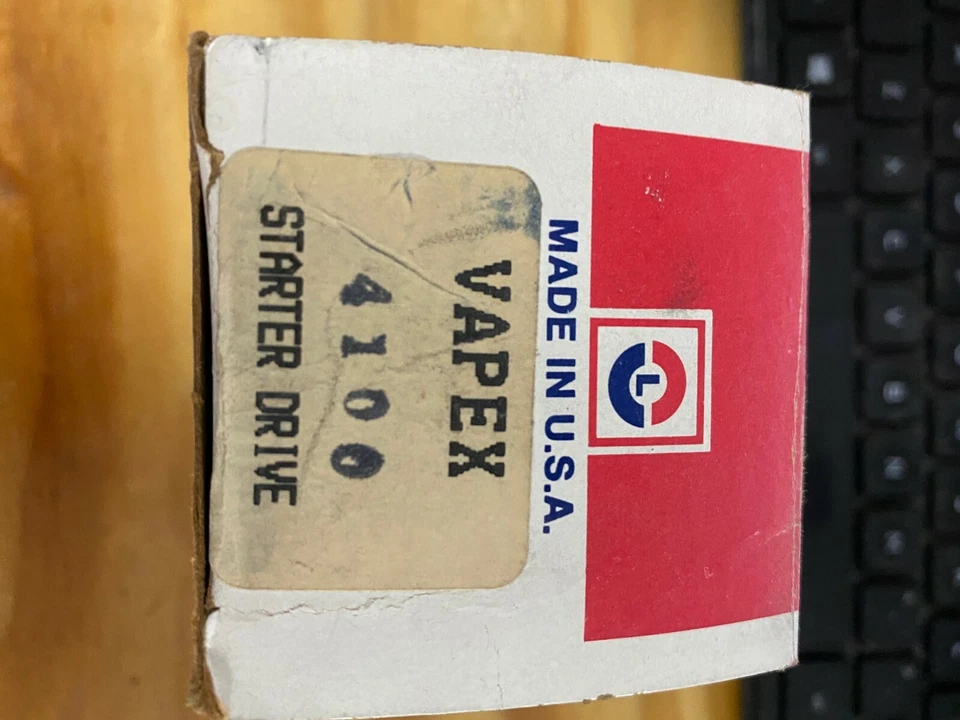 L
MADE IN U.S.A.
VAPEX
4100
STARTER DRIVE